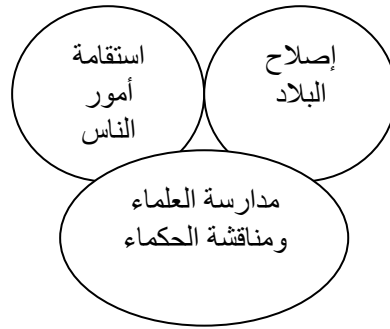 إصلاح
البلاد
استقامة
أمور
الناس
مدارسة العلماء
ومناقشة الحكماء